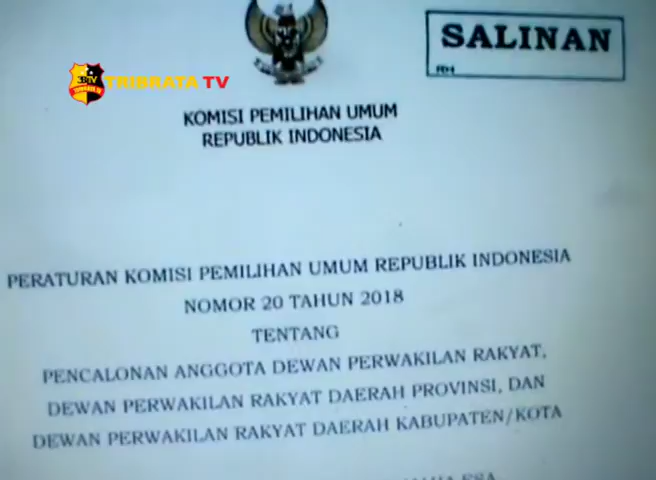 SALINAN
TRIBRATA TV
KOMISI PEMILIHAN UMUM
REPUBLIK INDONESIA
PERATURAN KOMISI PEMILIHAN UMUM REPUBLIK INDONESIA
NOMOR 20 TAHUN 2018
TENTANG
PENCALONAN ANGGOTA DEWAN PERWAKILAN RAKYAT,
DEWAN PERWAKILAN RAKYAT DAERAH PROVINSI, DAN
DEWAN PERWAKILAN RAKYAT DAERAH KABUPATEN/KOTA